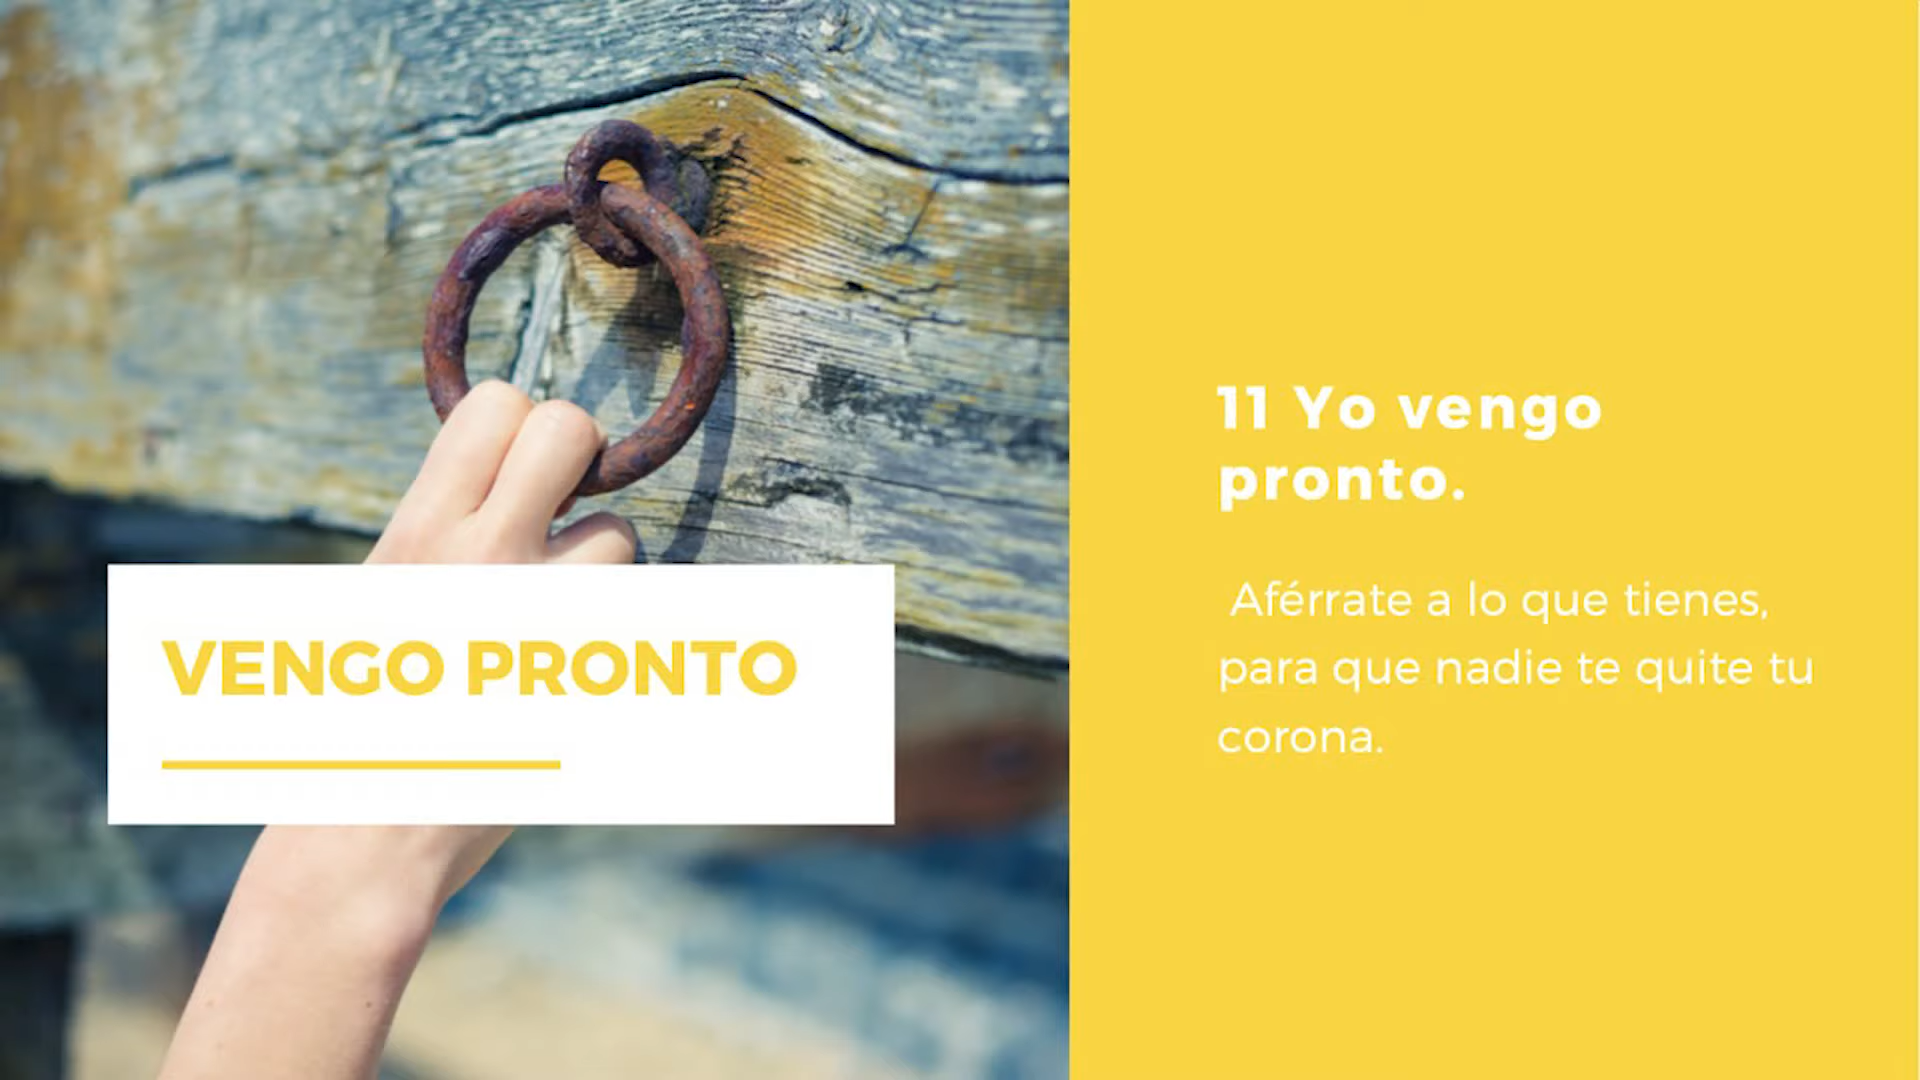 VENGO PRONTO
11 Yo vengo
pronto.
Aférrate a lo que tienes,
para que nadie te quite tu
corona.